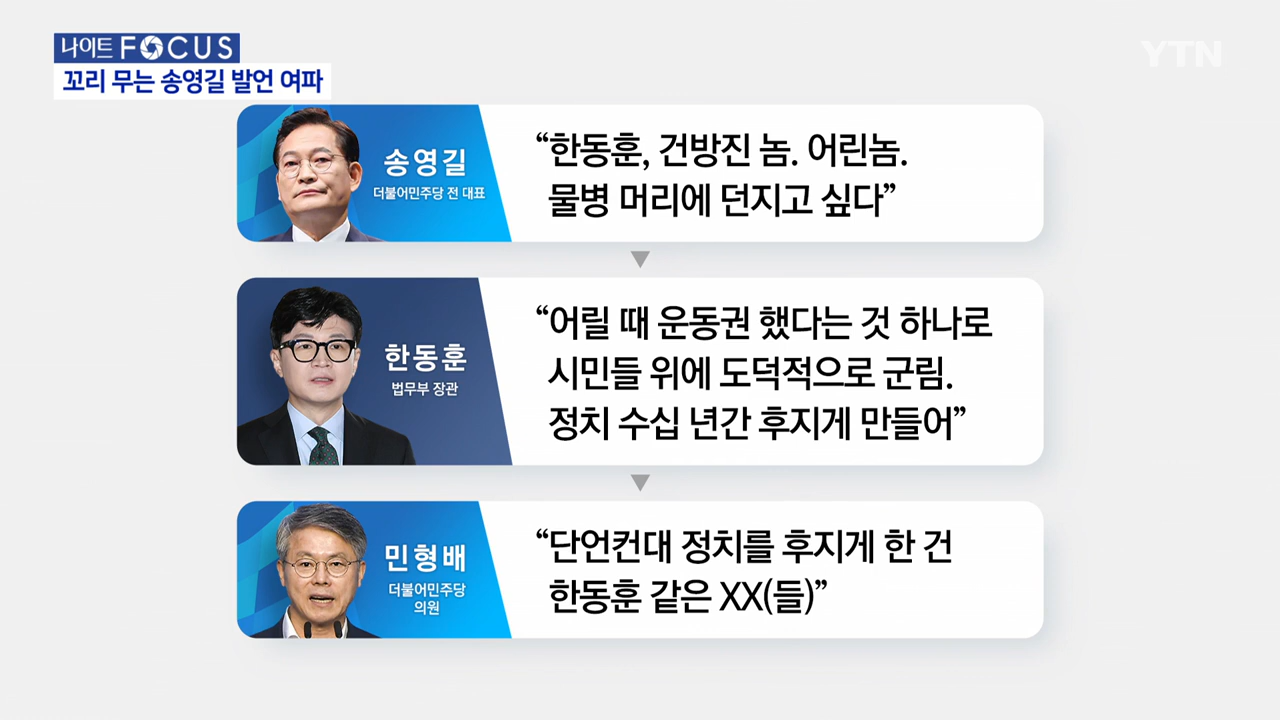 나이트 FOCUS
YTN
꼬리 무는 송영길 발언 여파
송영길
더불어민주당 전 대표
“한동훈, 건방진 놈. 어린놈.
물병 머리에 던지고 싶다”
한동훈
법무부 장관
“어릴 때 운동권 했다는 것 하나로
시민들 위에 도덕적으로 군림.
정치 수십 년간 후지게 만들어”
민형배
더불어민주당
의원
“단언컨대 정치를 후지게 한 건
한동훈 같은 XX(들)”